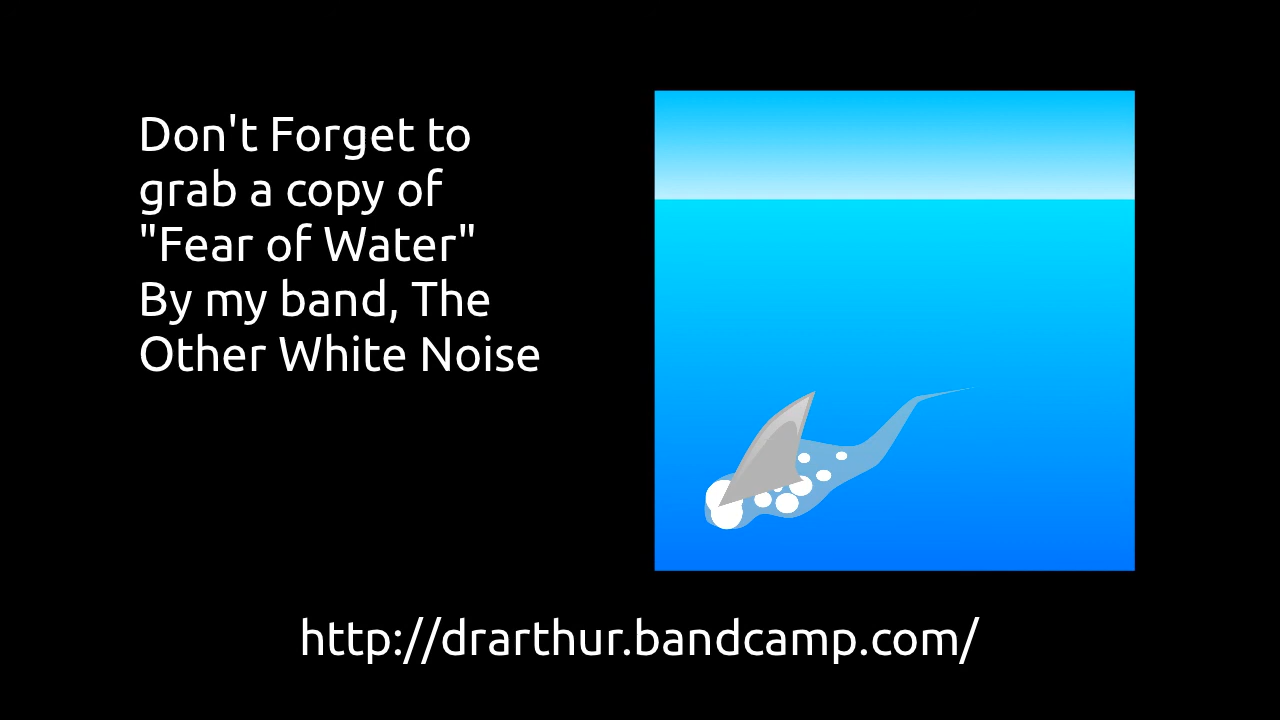 Don't Forget to
grab a copy of
"Fear of Water"
By my band, The
Other White Noise
http://drarthur.bandcamp.com/